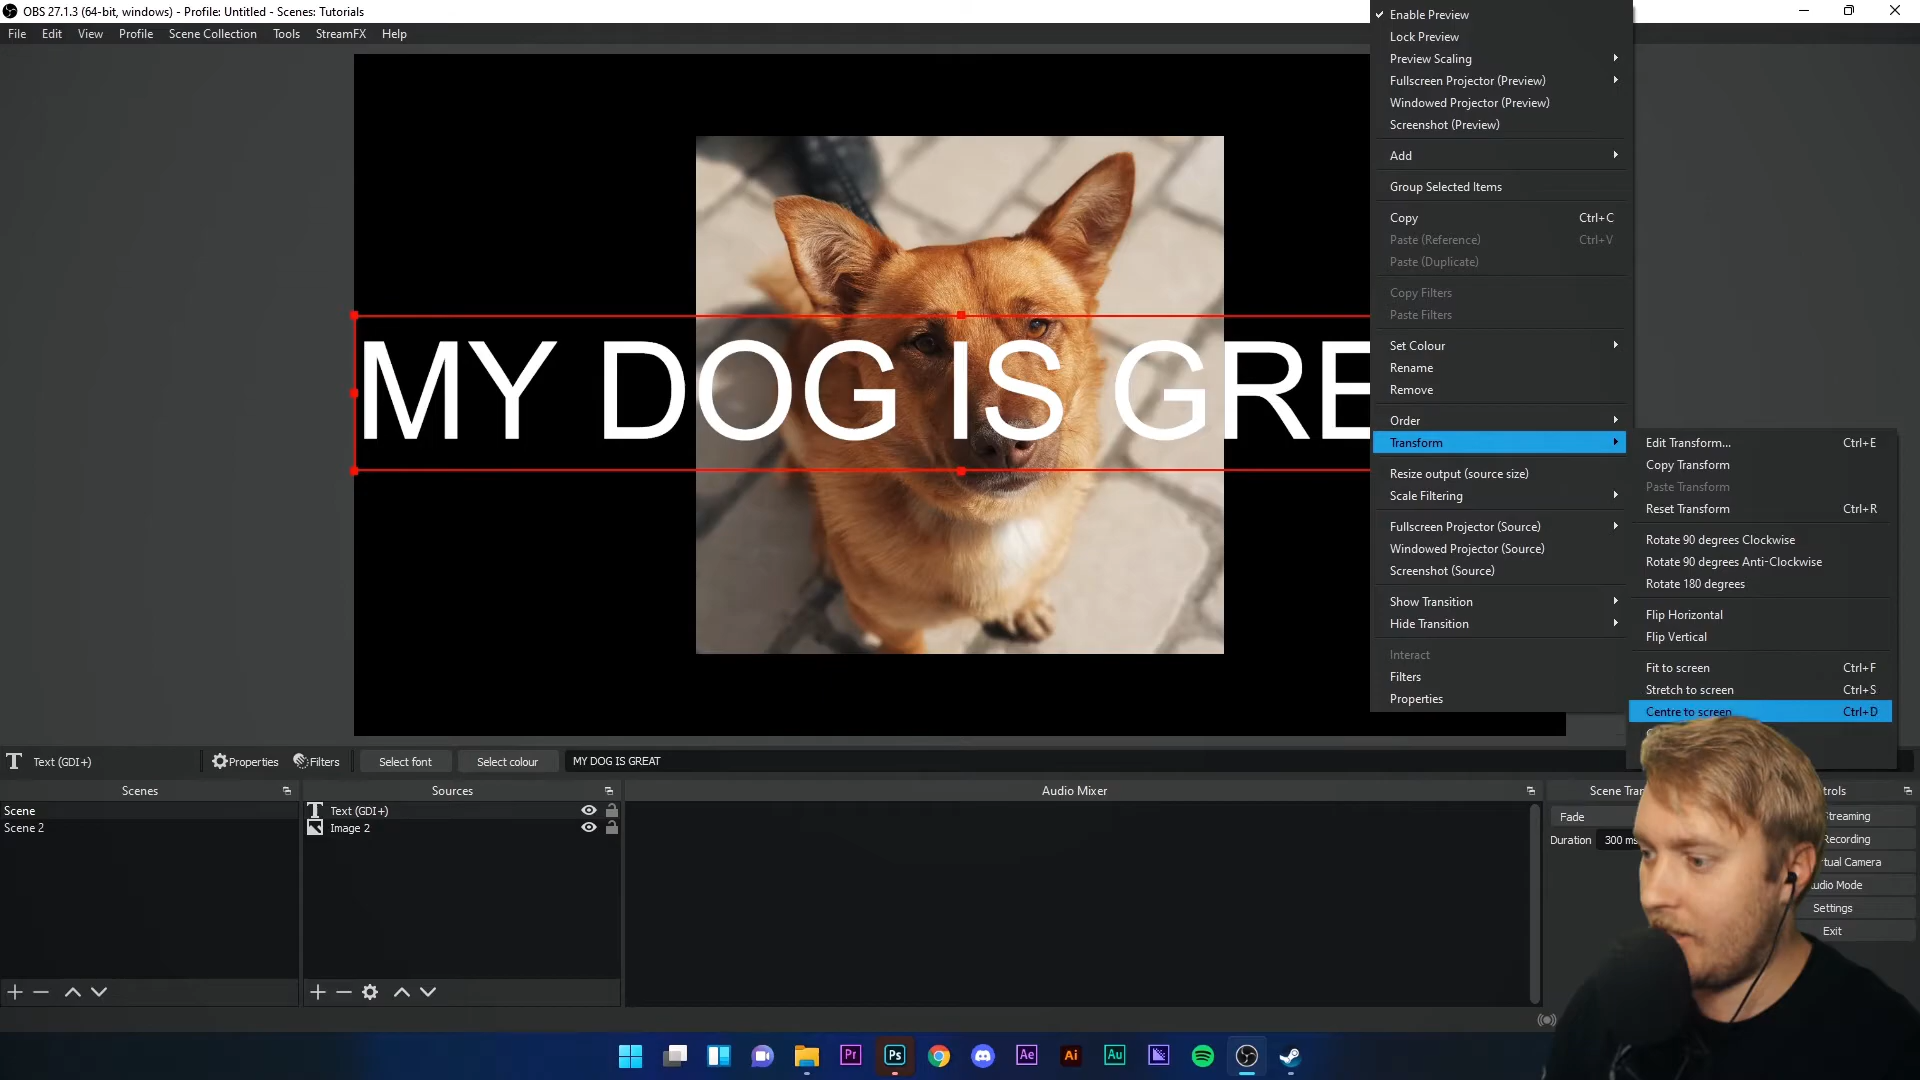 OBS 27.1.3 (64-bit, windows) - Profile: Untitled - Scenes: Tutorials
File Edit View Profile Scene Collection Tools StreamFX Help
MY DOG IS GRE
Enable Preview
Lock Preview
Preview Scaling
Fullscreen Projector (Preview)
Windowed Projector (Preview)
Screenshot (Preview)
Add
Group Selected Items
Copy Ctrl+C
Paste (Reference) Ctrl+V
Paste (Duplicate)
Copy Filters
Paste Filters
Set Colour
Rename
Remove
Order
Transform
Resize output (source size)
Scale Filtering
Fullscreen Projector (Source)
Windowed Projector (Source)
Screenshot (Source)
Show Transition
Hide Transition
Interact
Filters
Properties
Edit Transform... Ctrl+E
Copy Transform
Paste Transform
Reset Transform Ctrl+R
Rotate 90 degrees Clockwise
Rotate 90 degrees Anti-Clockwise
Rotate 180 degrees
Flip Horizontal
Flip Vertical
Fit to screen Ctrl+F
Stretch to screen Ctrl+S
Centre to screen Ctrl+D
Text (GDI+) Properties Filters Select font Select colour MY DOG IS GREAT
Scenes
Scene
Scene 2
Sources
Text (GDI+)
Image 2
Audio Mixer
Scene Tran
Fade
Duration 300 ms
trols
Streaming
Recording
tual Camera
udio Mode
Settings
Exit
Pr Ps Ae Ai Au